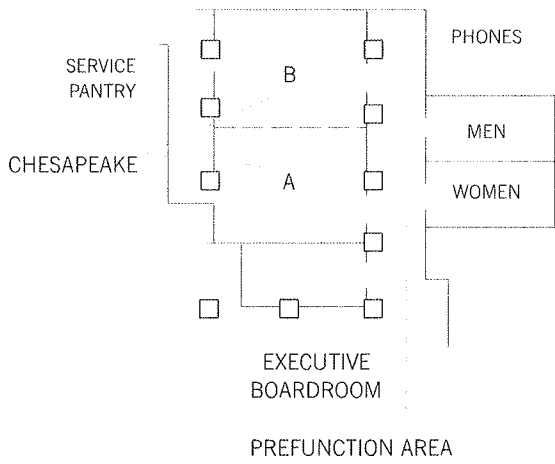 PHONES
SERVICE
PANTRY
B
MEN
CHESAPEAKE
A
WOMEN
EXECUTIVE
BOARDROOM
PREFUNCTION AREA